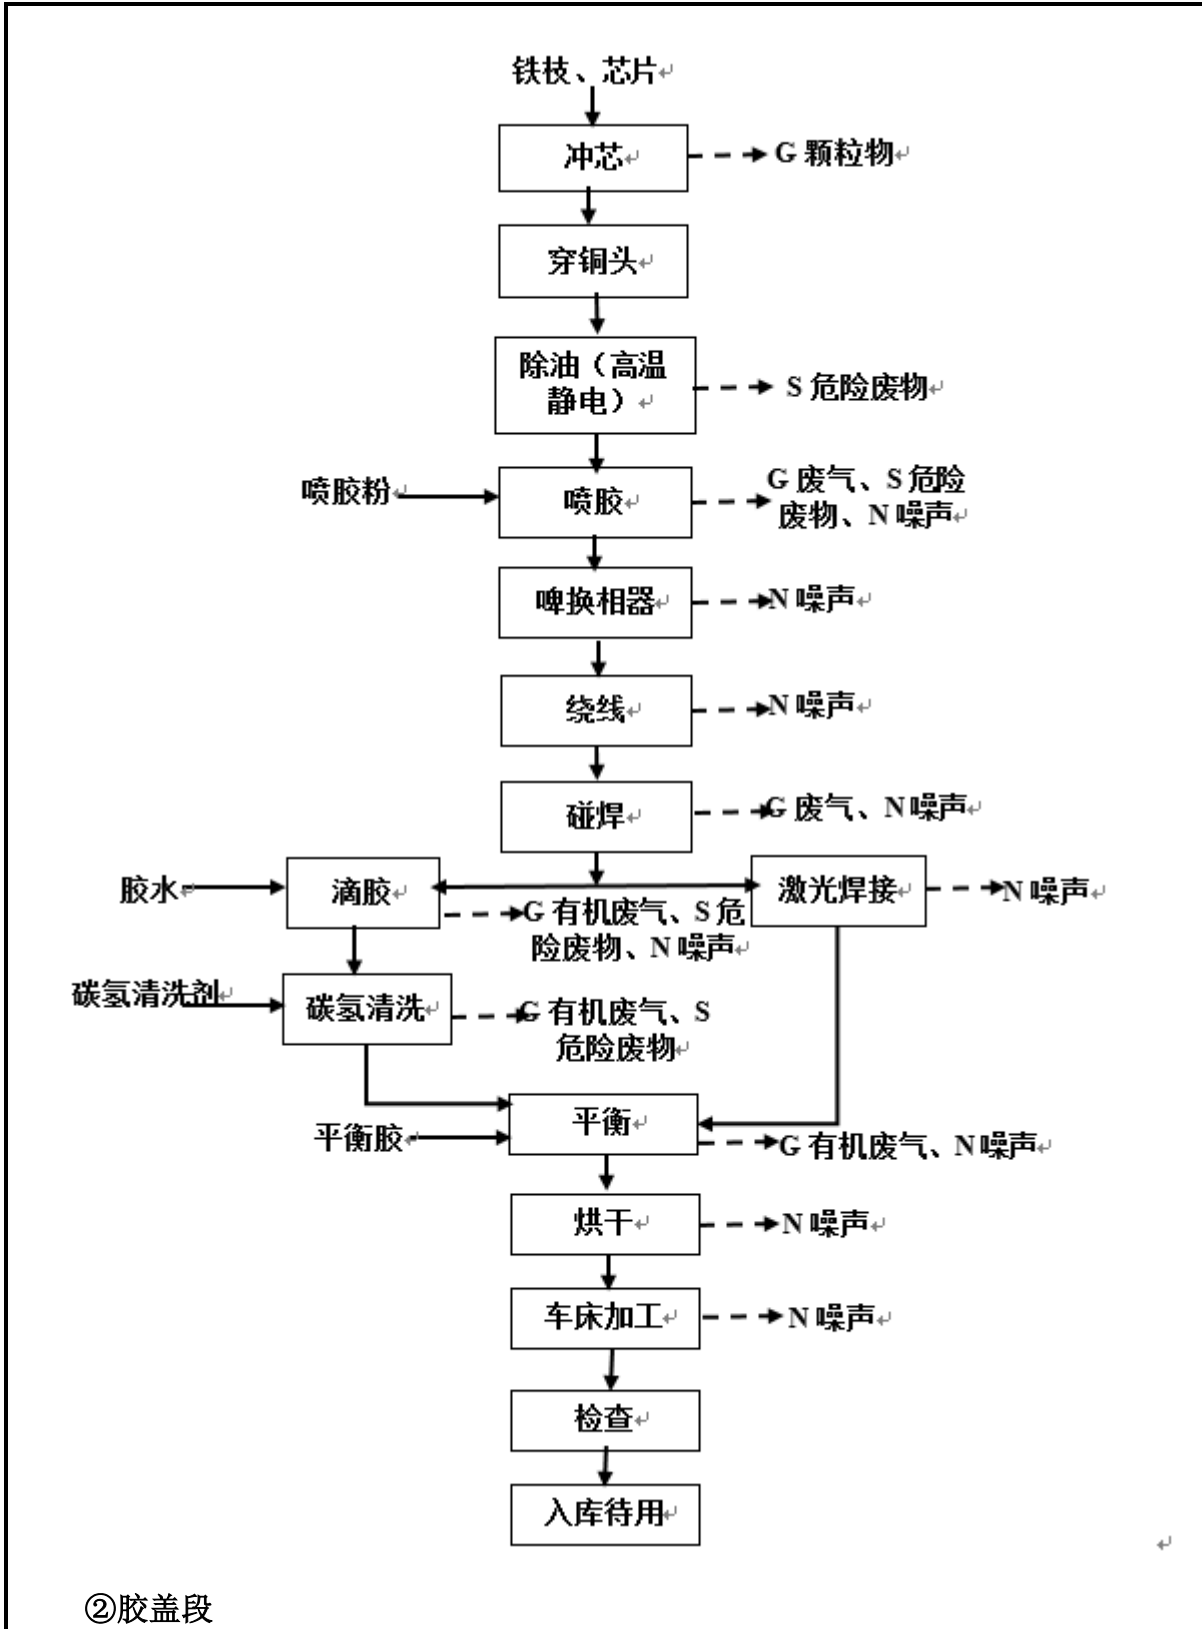 铁枝、芯片
冲芯
G 颗粒物
穿铜头
除油（高温
静电）
S 危险废物
喷胶粉
喷胶
G 废气、S 危险
废物、N 噪声
啤换相器
N 噪声
绕线
N 噪声
碰焊
G 废气、N 噪声
胶水
滴胶
激光焊接
N 噪声
G 有机废气、S 危
险废物、N 噪声
碳氢清洗剂
碳氢清洗
G 有机废气、S
危险废物
平衡
平衡胶
G 有机废气、N 噪声
烘干
N 噪声
车床加工
N 噪声
检查
入库待用
②胶盖段